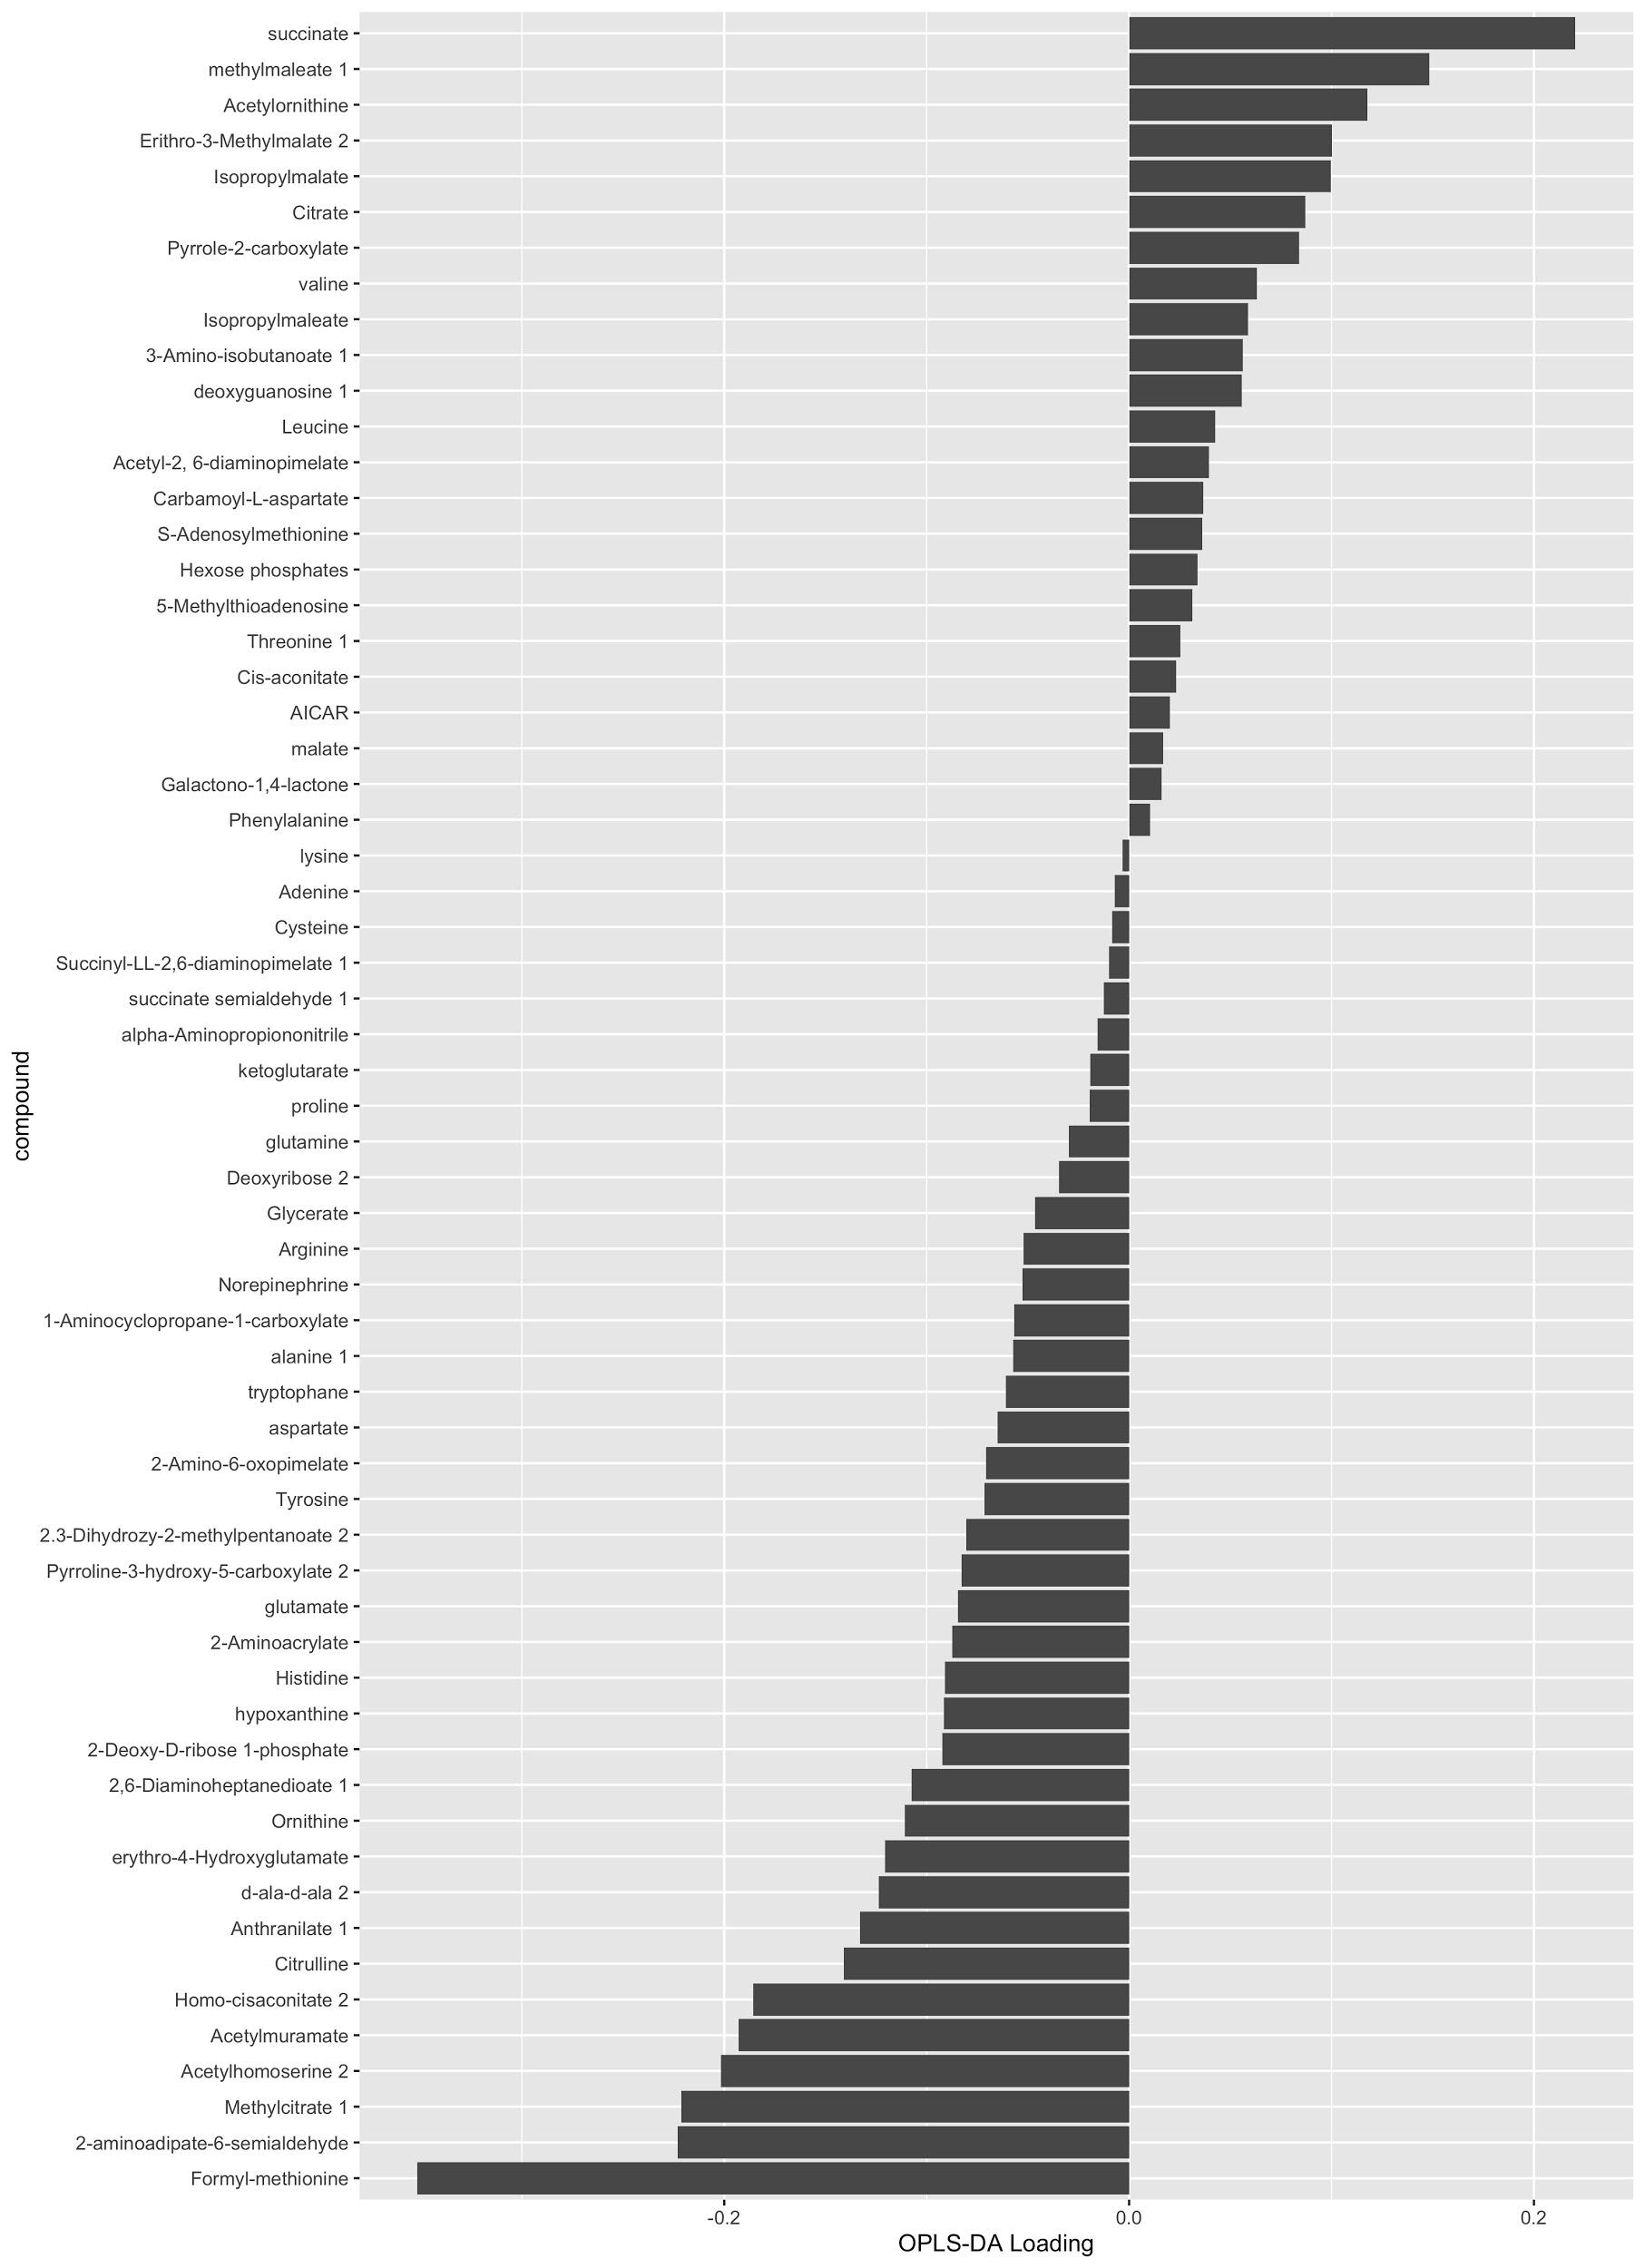 succinate
methylmaleate 1
Acetylornithine
Erithro-3-Methylmalate 2
Isopropylmalate
Citrate
Pyrrole-2-carboxylate
valine
Isopropylmaleate
3-Amino-isobutanoate 1
deoxyguanosine 1
Leucine
Acetyl-2, 6-diaminopimelate
Carbamoyl-L-aspartate
S-Adenosylmethionine
Hexose phosphates
5-Methylthioadenosine
Threonine 1
Cis-aconitate
AICAR
malate
Galactono-1,4-lactone
Phenylalanine
lysine
Adenine
Cysteine
Succinyl-LL-2,6-diaminopimelate 1
succinate semialdehyde 1
alpha-Aminopropiononitrile
ketoglutarate
proline
glutamine
Deoxyribose 2
Glycerate
Arginine
Norepinephrine
1-Aminocyclopropane-1-carboxylate
alanine 1
tryptophane
aspartate
2-Amino-6-oxopimelate
Tyrosine
2.3-Dihydrozy-2-methylpentanoate 2
Pyrroline-3-hydroxy-5-carboxylate 2
glutamate
2-Aminoacrylate
Histidine
hypoxanthine
2-Deoxy-D-ribose 1-phosphate
2,6-Diaminoheptanedioate 1
Ornithine
erythro-4-Hydroxyglutamate
d-ala-d-ala 2
Anthranilate 1
Citrulline
Homo-cisaconitate 2
Acetylmuramate
Acetylhomoserine 2
Methylcitrate 1
2-aminoadipate-6-semialdehyde
Formyl-methionine
compound
-0.2 0.0 0.2
OPLS-DA Loading